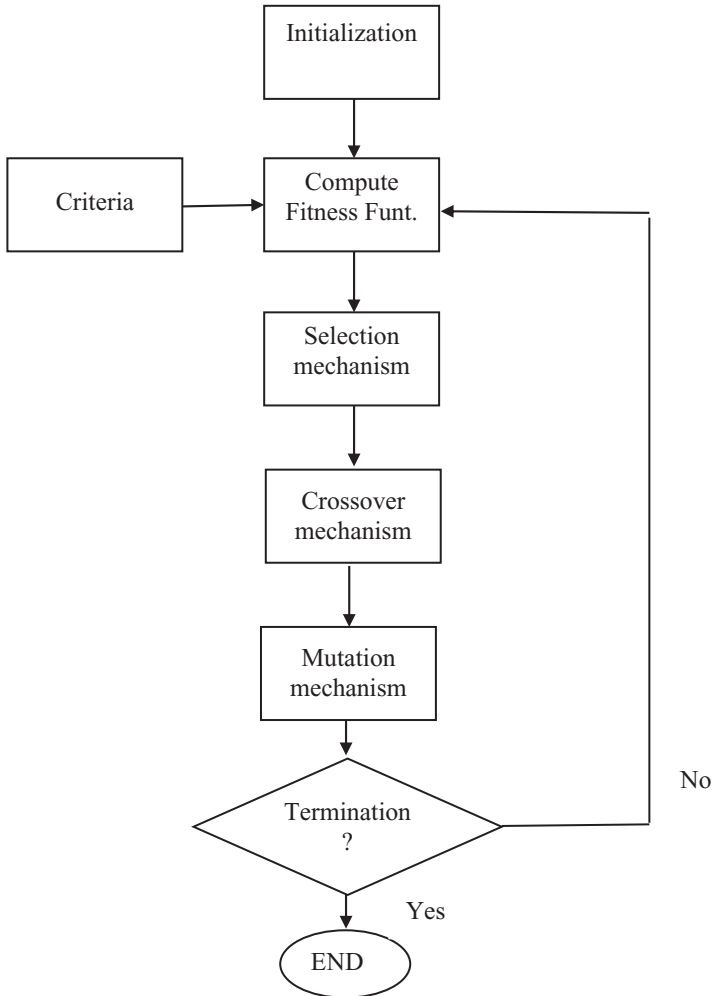 Initialization
Criteria
Compute
Fitness Funt.
Selection
mechanism
Crossover
mechanism
Mutation
mechanism
Termination
?
No
Yes
END